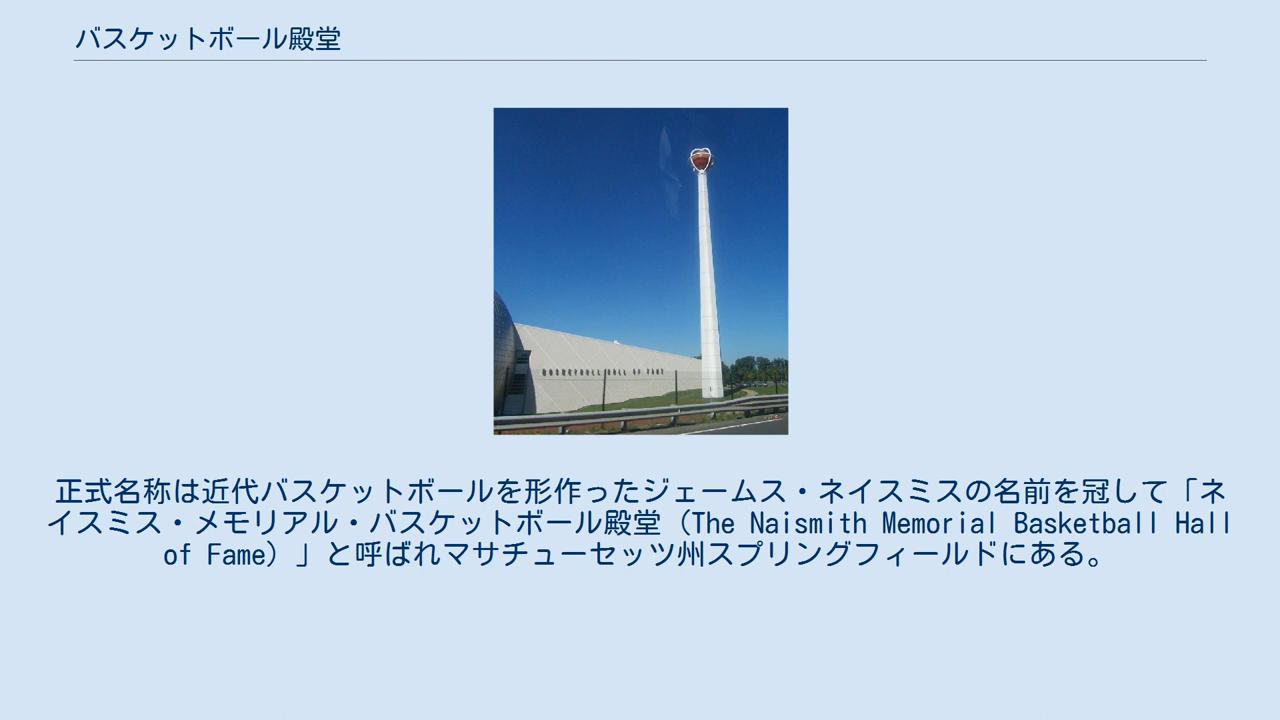 バスケットボール殿堂
BASKETBALL HALL OF FAME
正式名称は近代バスケットボールを形作ったジェームス・ネイスミスの名前を冠して「ネ
イスミス・メモリアル・バスケットボール殿堂（The Naismith Memorial Basketball Hall
of Fame）」と呼ばれマサチューセッツ州スプリングフィールドにある。